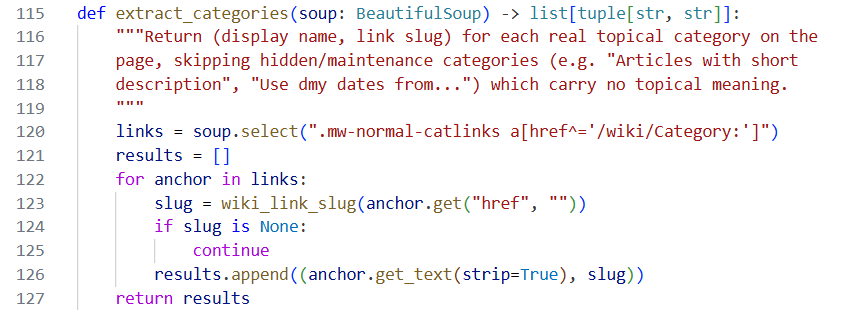 115 def extract_categories(soup: BeautifulSoup) -> list[tuple[str, str]]:
116     """Return (display name, link slug) for each real topical category on the
117     page, skipping hidden/maintenance categories (e.g. "Articles with short
118     description", "Use dmy dates from...") which carry no topical meaning.
119     """
120     links = soup.select(".mw-normal-catlinks a[href^='/wiki/Category:']")
121     results = []
122     for anchor in links:
123         slug = wiki_link_slug(anchor.get("href", ""))
124         if slug is None:
125             continue
126         results.append((anchor.get_text(strip=True), slug))
127     return results